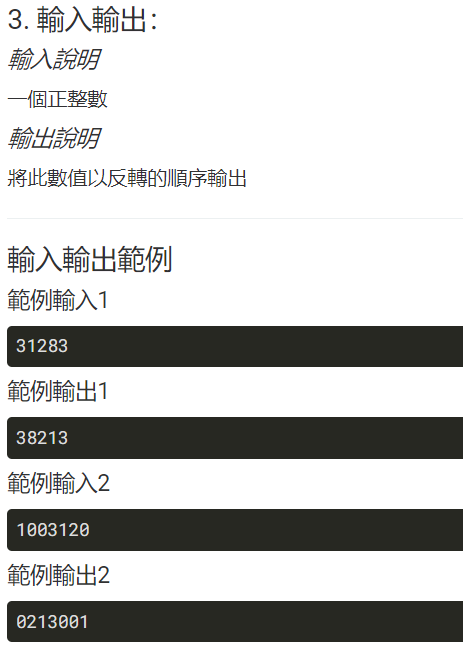 3. 輸入輸出：
輸入說明
一個正整數
輸出說明
將此數值以反轉的順序輸出
輸入輸出範例
範例輸入1
31283
範例輸出1
38213
範例輸入2
1003120
範例輸出2
0213001